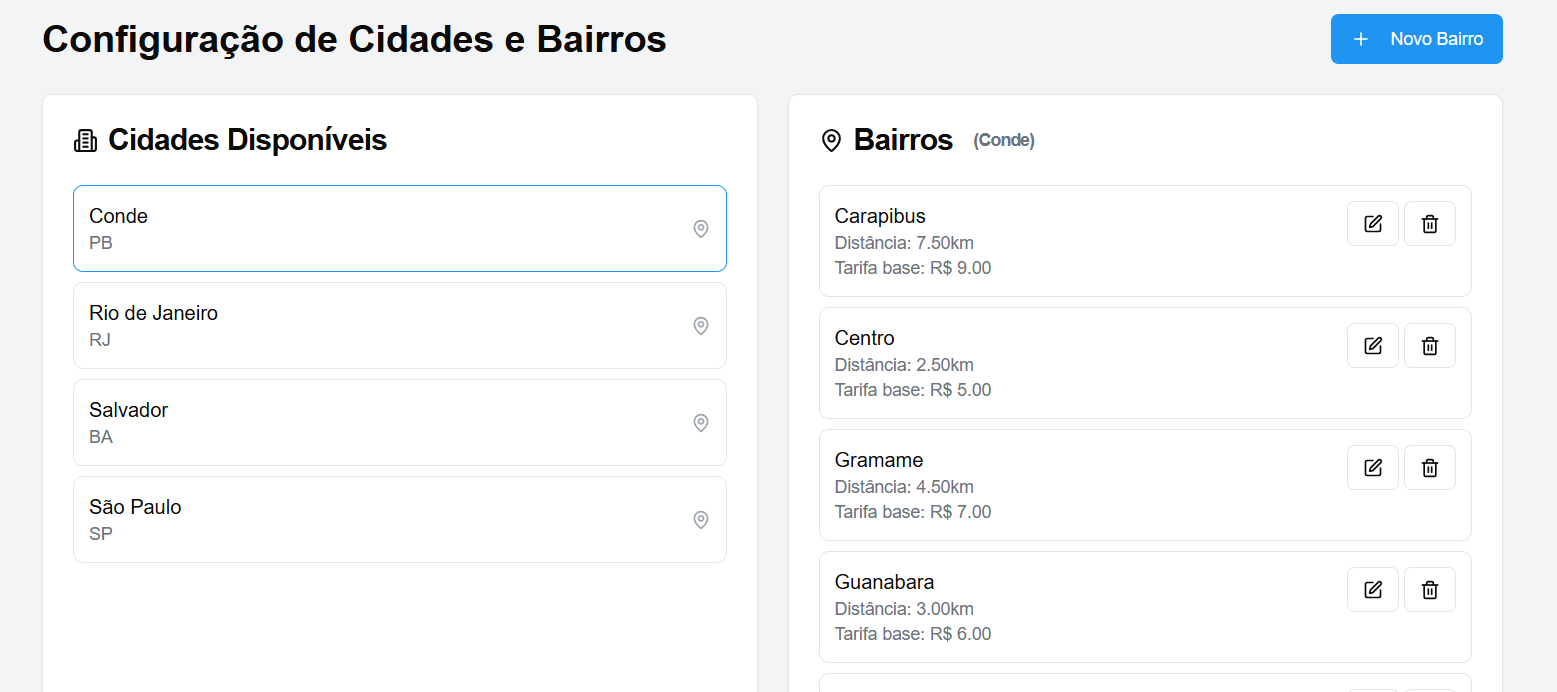 Configuração de Cidades e Bairros
Novo Bairro
Cidades Disponíveis
Conde
PB
Rio de Janeiro
RJ
Salvador
BA
São Paulo
SP
Bairros (Conde)
Carapibus
Distância: 7.50km
Tarifa base: R$ 9.00
Centro
Distância: 2.50km
Tarifa base: R$ 5.00
Gramame
Distância: 4.50km
Tarifa base: R$ 7.00
Guanabara
Distância: 3.00km
Tarifa base: R$ 6.00